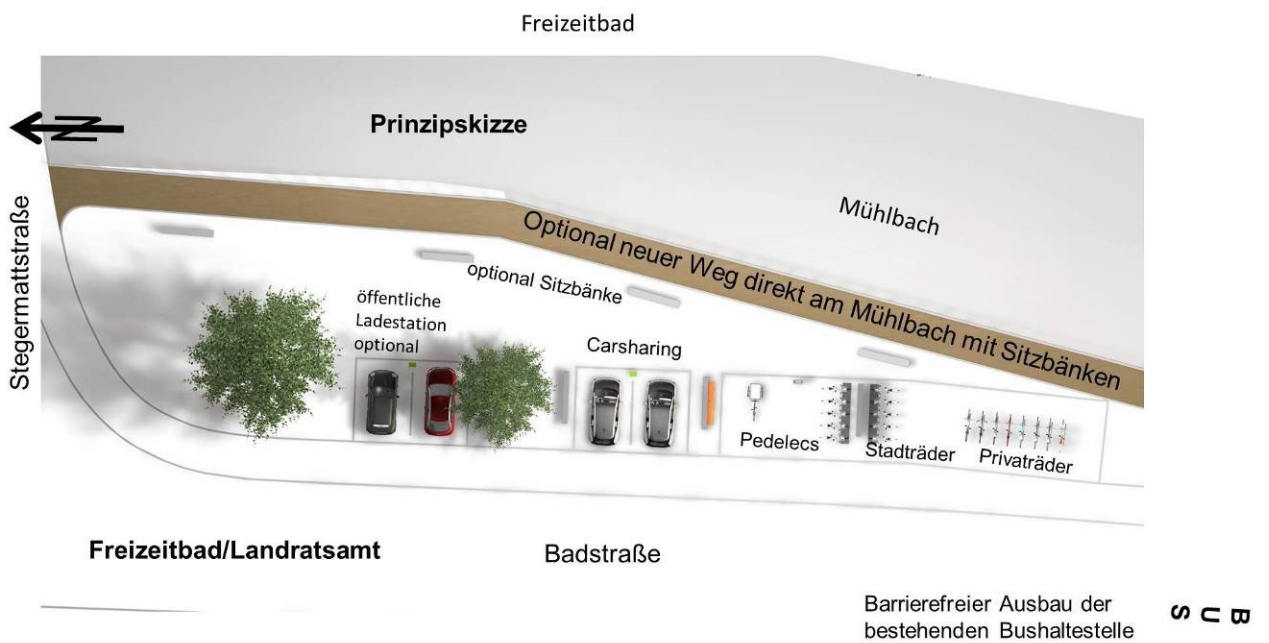 Freizeitbad
N
Prinzipskizze
Mühlbach
Stegermattstraße
Optional neuer Weg direkt am Mühlbach mit Sitzbänken
optional Sitzbänke
öffentliche
Ladestation
optional
Carsharing
Pedelecs
Stadträder
Privaträder
Freizeitbad/Landratsamt
Badstraße
Barrierefreier Ausbau der
bestehenden Bushaltestelle
BUS